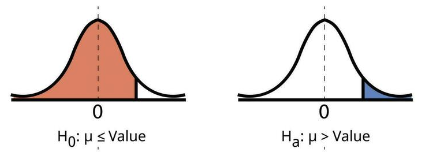 0
H₀: μ ≤ Value
0
Hₐ: μ > Value